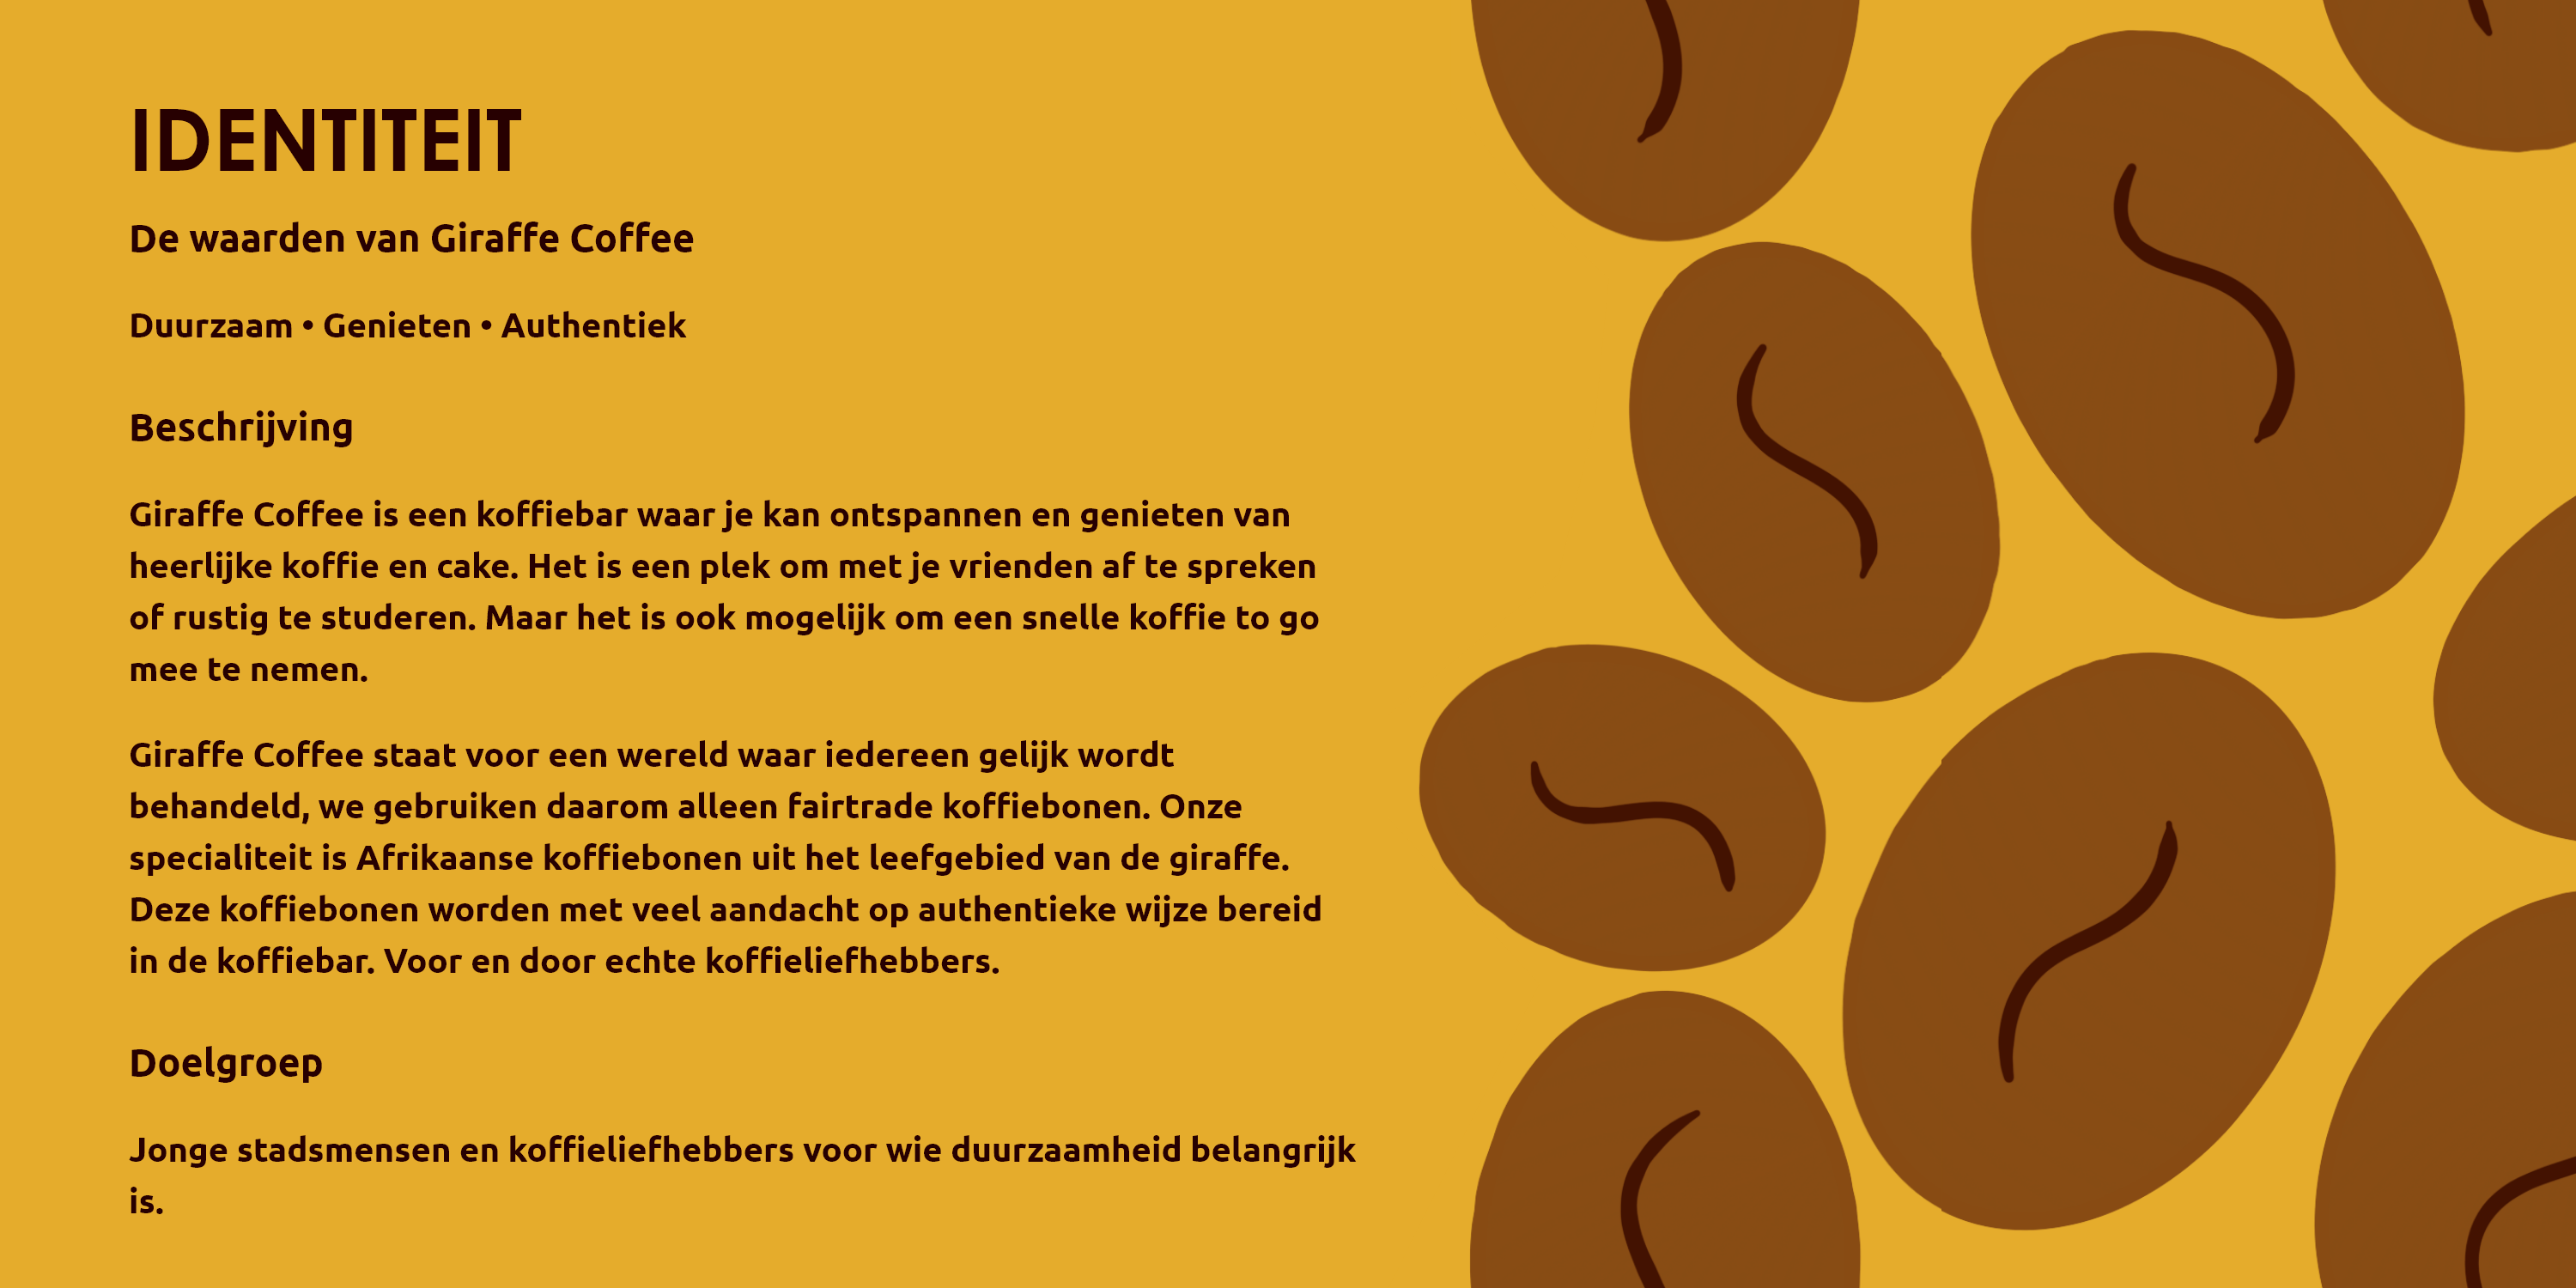 IDENTITEIT
De waarden van Giraffe Coffee
Duurzaam • Genieten • Authentiek
Beschrijving
Giraffe Coffee is een koffiebar waar je kan ontspannen en genieten van
heerlijke koffie en cake. Het is een plek om met je vrienden af te spreken
of rustig te studeren. Maar het is ook mogelijk om een snelle koffie to go
mee te nemen.
Giraffe Coffee staat voor een wereld waar iedereen gelijk wordt
behandeld, we gebruiken daarom alleen fairtrade koffiebonen. Onze
specialiteit is Afrikaanse koffiebonen uit het leefgebied van de giraffe.
Deze koffiebonen worden met veel aandacht op authentieke wijze bereid
in de koffiebar. Voor en door echte koffieliefhebbers.
Doelgroep
Jonge stadsmensen en koffieliefhebbers voor wie duurzaamheid belangrijk
is.